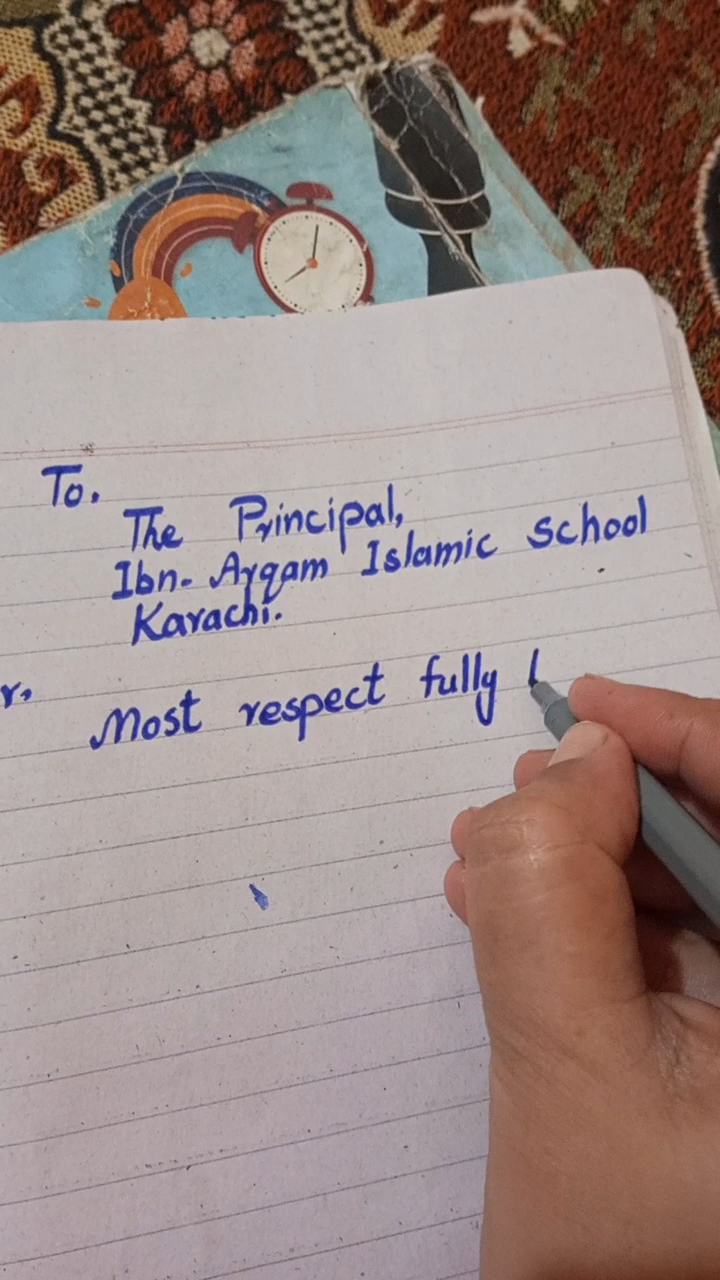 To.
The Principal,
Ibn- Arqam Islamic School
Karachi.
r,
Most respect fully